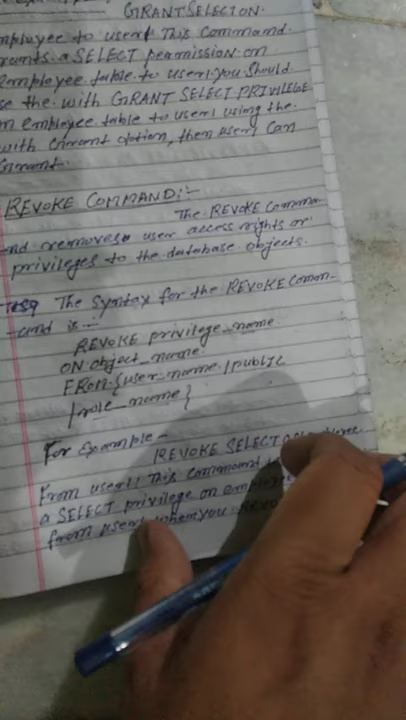 GRANT SELECT ON
employee to user1 This command
grants a SELECT permission on
employee table to user1. you should
use the with GRANT SELECT PRIVILEGE
on employee table to user1 using the
with Grant option, then user1 can
Grant.
REVOKE COMMAND:-
The REVOKE Comma-
-nd removes user access rights or
privileges to the database objects.
The Syntax for the REVOKE Comm-
-and is :-
REVOKE privilege_name
ON object_name
FROM {user_name / PUBLIC
/role_name}
For Example -
REVOKE SELECT
From user1! This command
a SELECT privilege on
from user1 when you